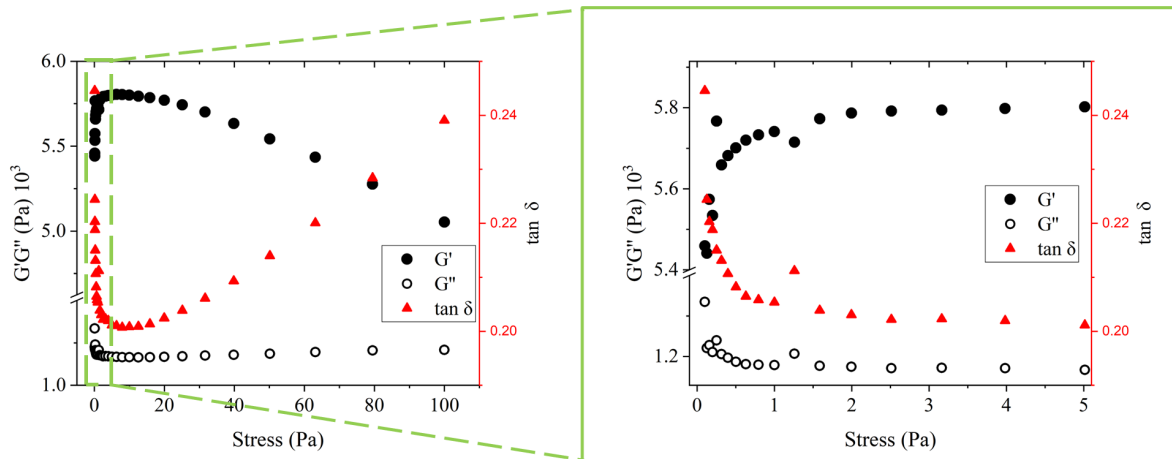 6.0
5.5
5.0
1.0
G'G" (Pa) 10³
0 20 40 60 80 100
Stress (Pa)
0.24
0.22
0.20
tan δ
G'
G"
tan δ
5.8
5.6
5.4
1.2
G'G" (Pa) 10³
0 1 2 3 4 5
Stress (Pa)
0.24
0.22
0.20
tan δ
G'
G"
tan δ